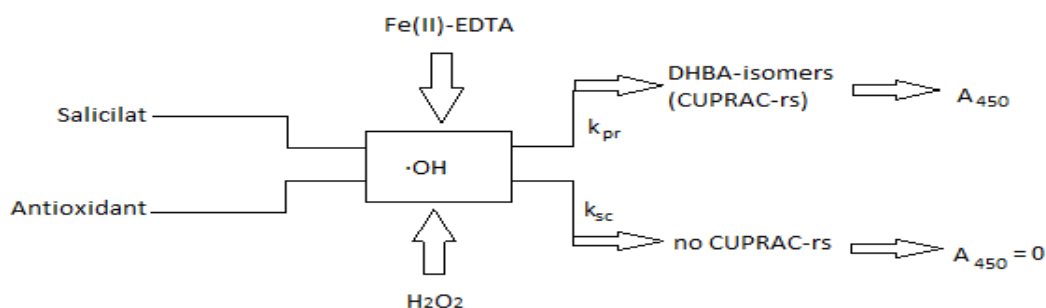 Fe(II)-EDTA
Salicilat
Antioxidant
·OH
H2O2
k pr
k sc
DHBA-isomers
(CUPRAC-rs)
A 450
no CUPRAC-rs
A 450 = 0